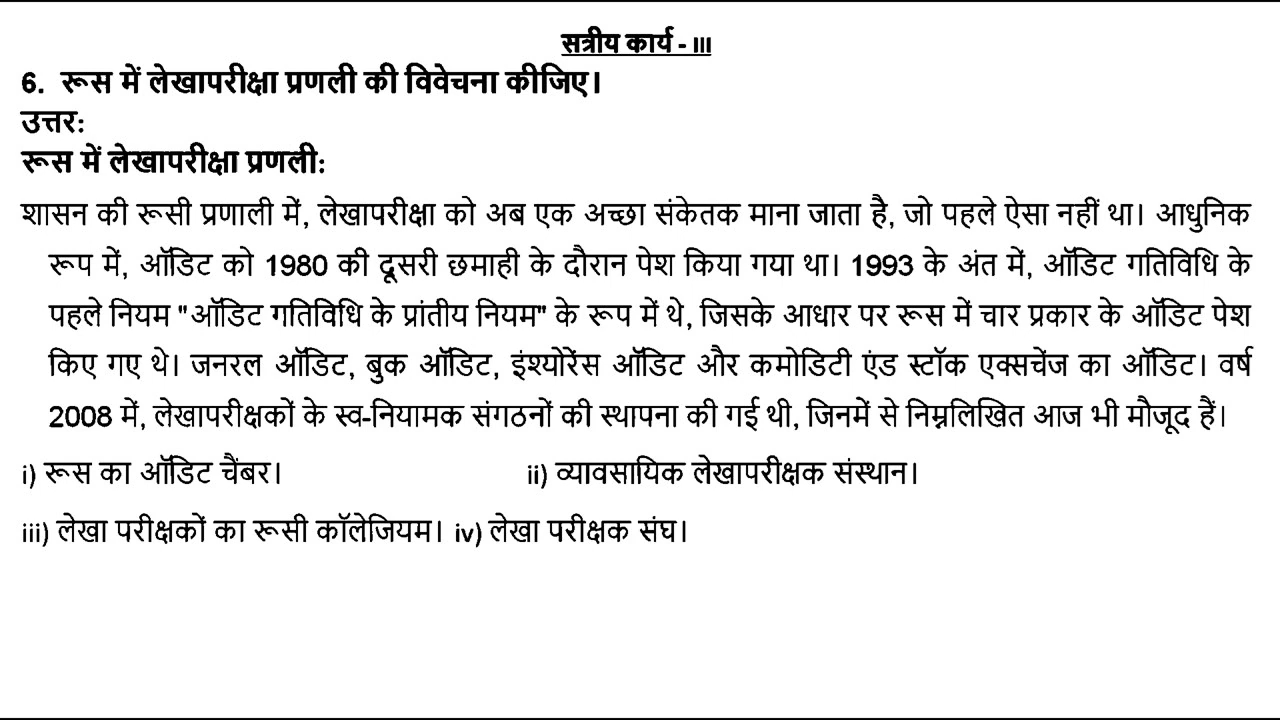 सत्रीय कार्य - III
6. रूस में लेखापरीक्षा प्रणली की विवेचना कीजिए।
उत्तर:
रूस में लेखापरीक्षा प्रणली:
शासन की रूसी प्रणाली में, लेखापरीक्षा को अब एक अच्छा संकेतक माना जाता है, जो पहले ऐसा नहीं था। आधुनिक
रूप में, ऑडिट को 1980 की दूसरी छमाही के दौरान पेश किया गया था। 1993 के अंत में, ऑडिट गतिविधि के
पहले नियम "ऑडिट गतिविधि के प्रांतीय नियम" के रूप में थे, जिसके आधार पर रूस में चार प्रकार के ऑडिट पेश
किए गए थे। जनरल ऑडिट, बुक ऑडिट, इंश्योरेंस ऑडिट और कमोडिटी एंड स्टॉक एक्सचेंज का ऑडिट। वर्ष
2008 में, लेखापरीक्षकों के स्व-नियामक संगठनों की स्थापना की गई थी, जिनमें से निम्नलिखित आज भी मौजूद हैं।
i) रूस का ऑडिट चैंबर। ii) व्यावसायिक लेखापरीक्षक संस्थान।
iii) लेखा परीक्षकों का रूसी कॉलेजियम। iv) लेखा परीक्षक संघ।